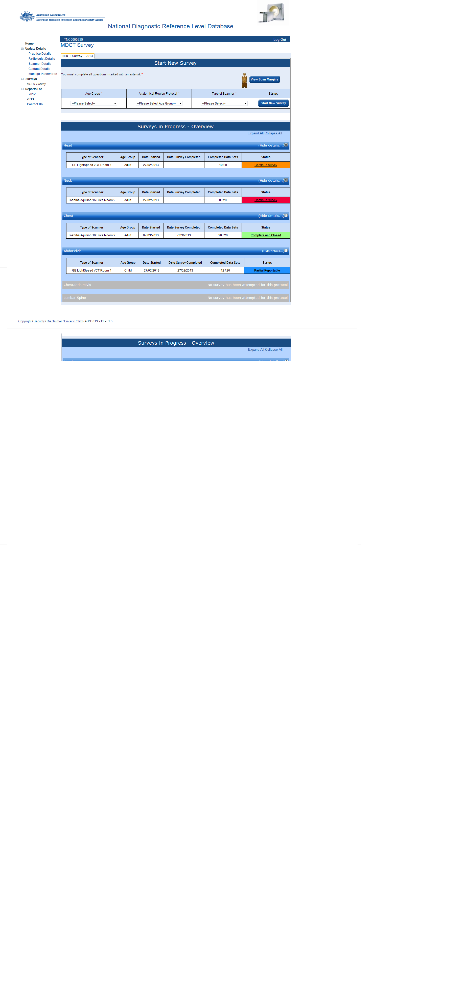 Australian Government
Australian Radiation Protection and Nuclear Safety Agency
National Diagnostic Reference Level Database
TNC0000239 Log Out
Home
Update Details
Practice Details
Radiologist Details
Scanner Details
Contact Details
Manage Passwords
Surveys
MDCT Survey
Reports For
2012
2013
Contact Us
MDCT Survey
MDCT Survey - 2013
Start New Survey
You must complete all questions marked with an asterisk *
View Scan Margins
Age Group * Anatomical Region Protocol * Type of Scanner * Status
--Please Select-- --Please Select Age Group-- --Please Select-- Start New Survey
Surveys in Progress - Overview
Expand All Collapse All
Head (Hide details...)
Type of Scanner Age Group Date Started Date Survey Completed Completed Data Sets Status
GE LightSpeed VCT Room 1 Adult 27/02/2013 10/20 Continue Survey
Neck (Hide details...)
Type of Scanner Age Group Date Started Date Survey Completed Completed Data Sets Status
Toshiba Aquilion 16 Slice Room 2 Adult 27/02/2013 0 / 20 Continue Survey
Chest (Hide details...)
Type of Scanner Age Group Date Started Date Survey Completed Completed Data Sets Status
Toshiba Aquilion 16 Slice Room 2 Adult 07/03/2013 7/03/2013 20 / 20 Complete and Closed
AbdoPelvis (Hide details...)
Type of Scanner Age Group Date Started Date Survey Completed Completed Data Sets Status
GE LightSpeed VCT Room 1 Child 27/02/2013 27/02/2013 12 / 20 Partial Reportable
ChestAbdoPelvis No survey has been attempted for this protocol
Lumbar Spine No survey has been attempted for this protocol
Copyright / Security / Disclaimer / Privacy Policy / ABN: 613 211 951 55
Surveys in Progress - Overview
Expand All Collapse All
Head (Hide details...)